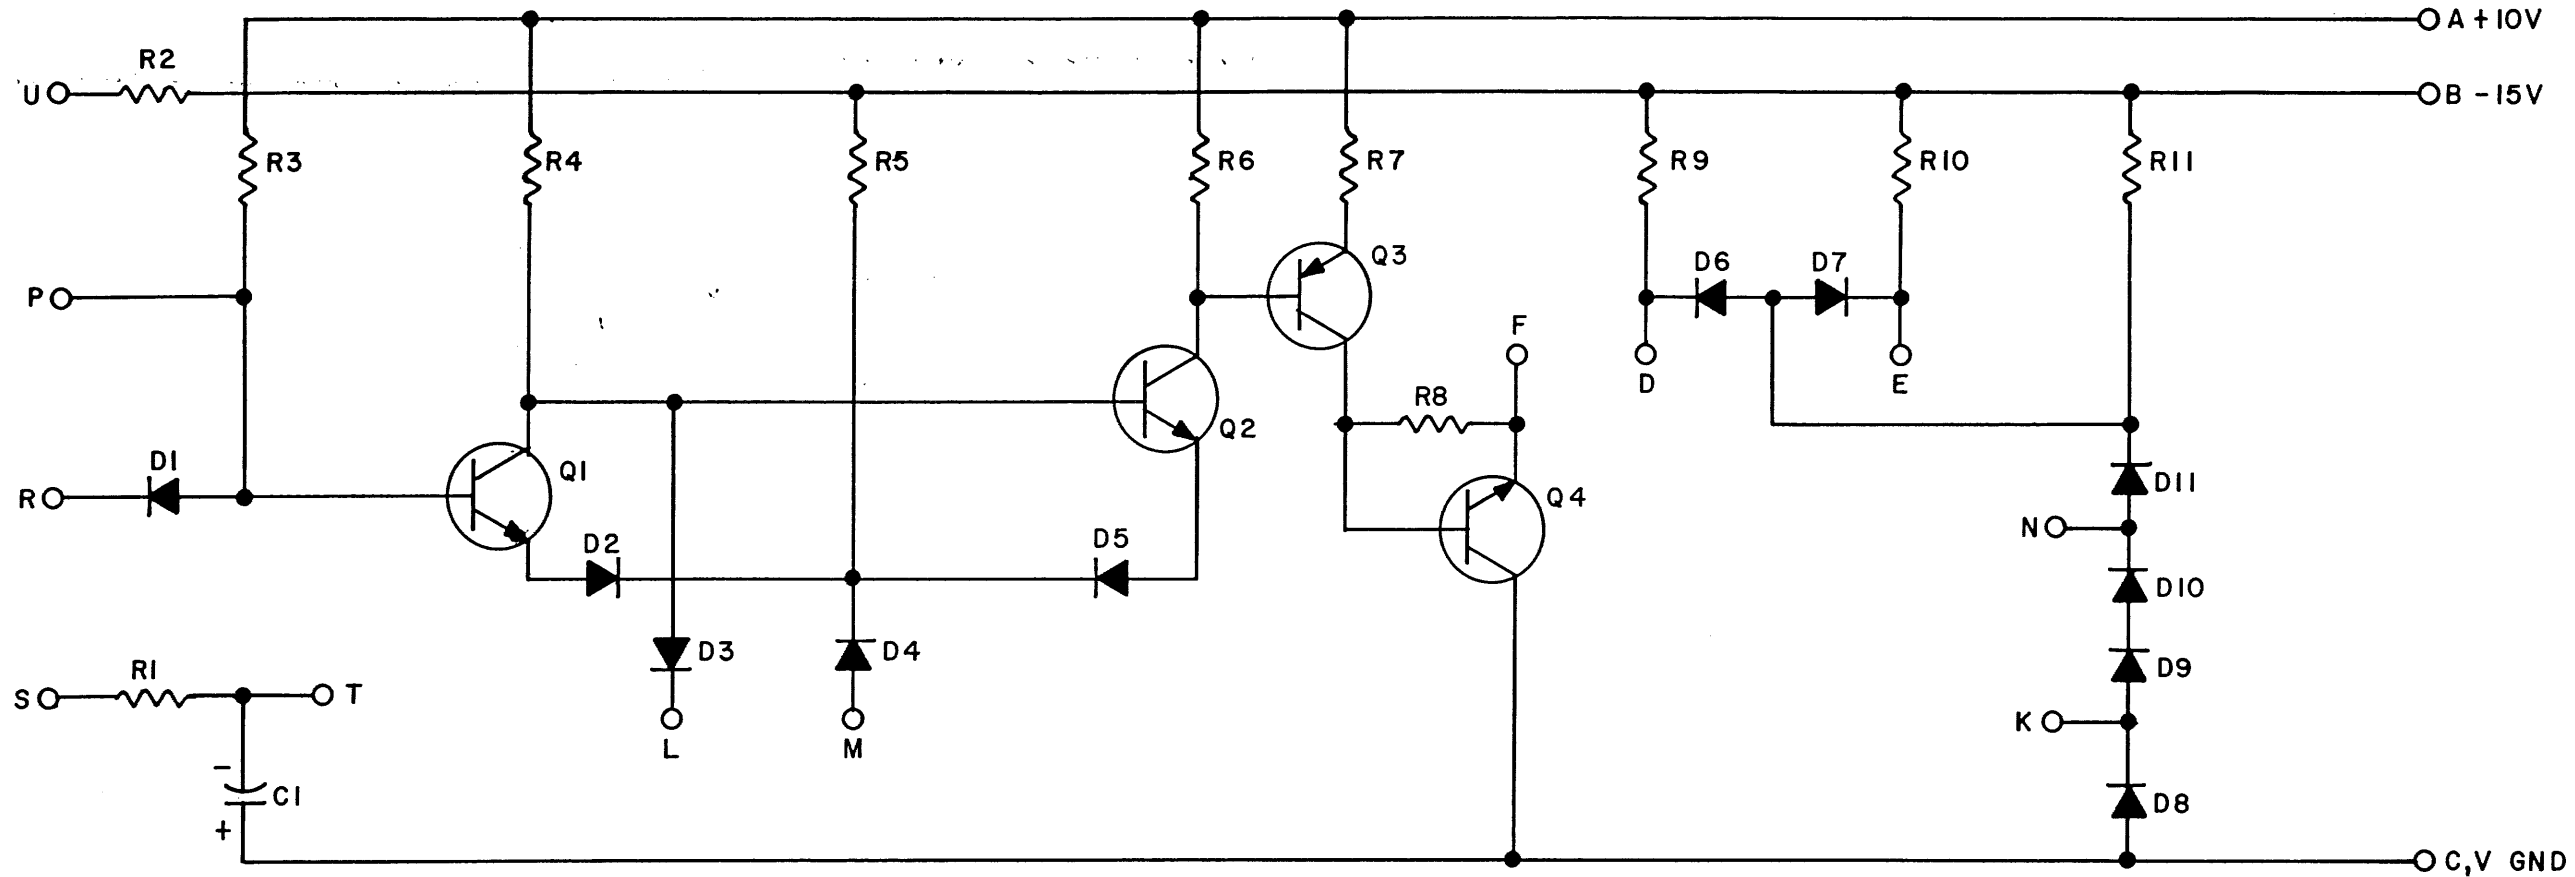 A +10V
R2
U
B -15V
R3
R4
R5
R6
R7
R9
R10
R11
Q3
D6
D7
P
F
D
E
R8
Q2
D1
Q1
R
Q4
D11
N
D2
D5
D10
D3
D4
D9
R1
S
T
K
L
M
-
C1
+
D8
C,V GND